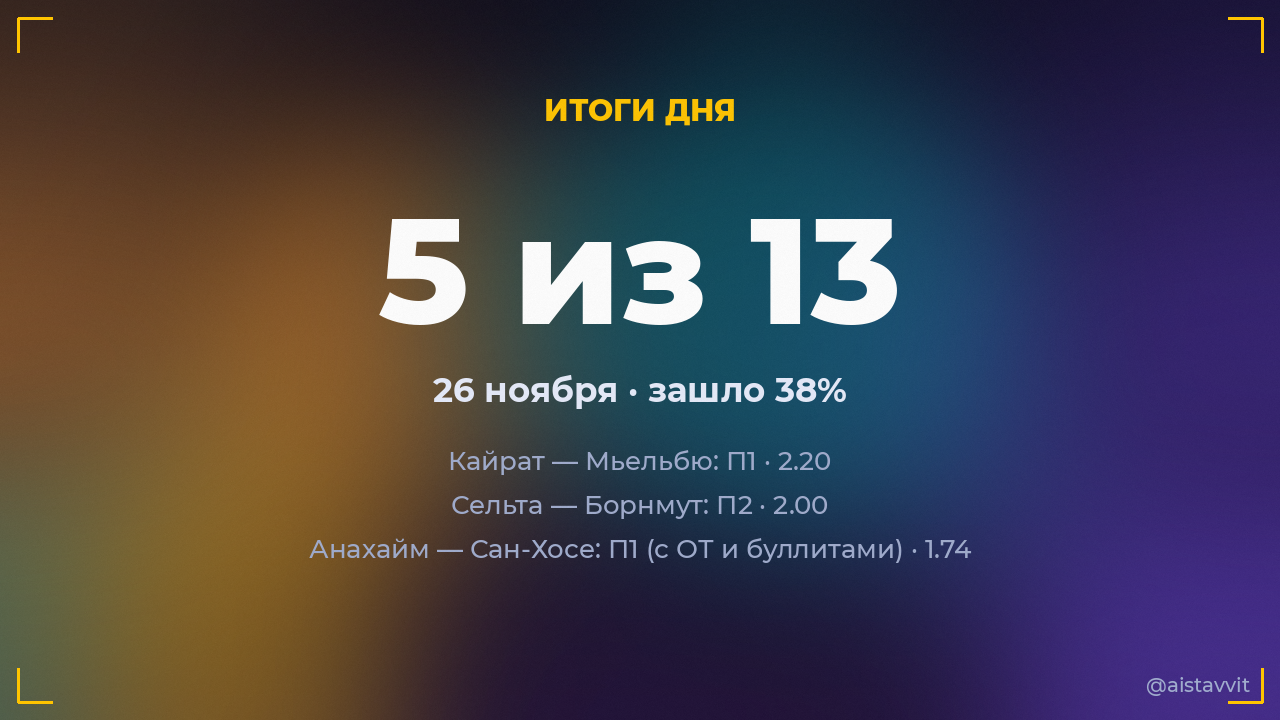 ИТОГИ ДНЯ
5 из 13
26 ноября · зашло 38%
Кайрат — Мьельбю: П1 · 2.20
Сельта — Борнмут: П2 · 2.00
Анахайм — Сан-Хосе: П1 (с ОТ и буллитами) · 1.74
@aistavvit